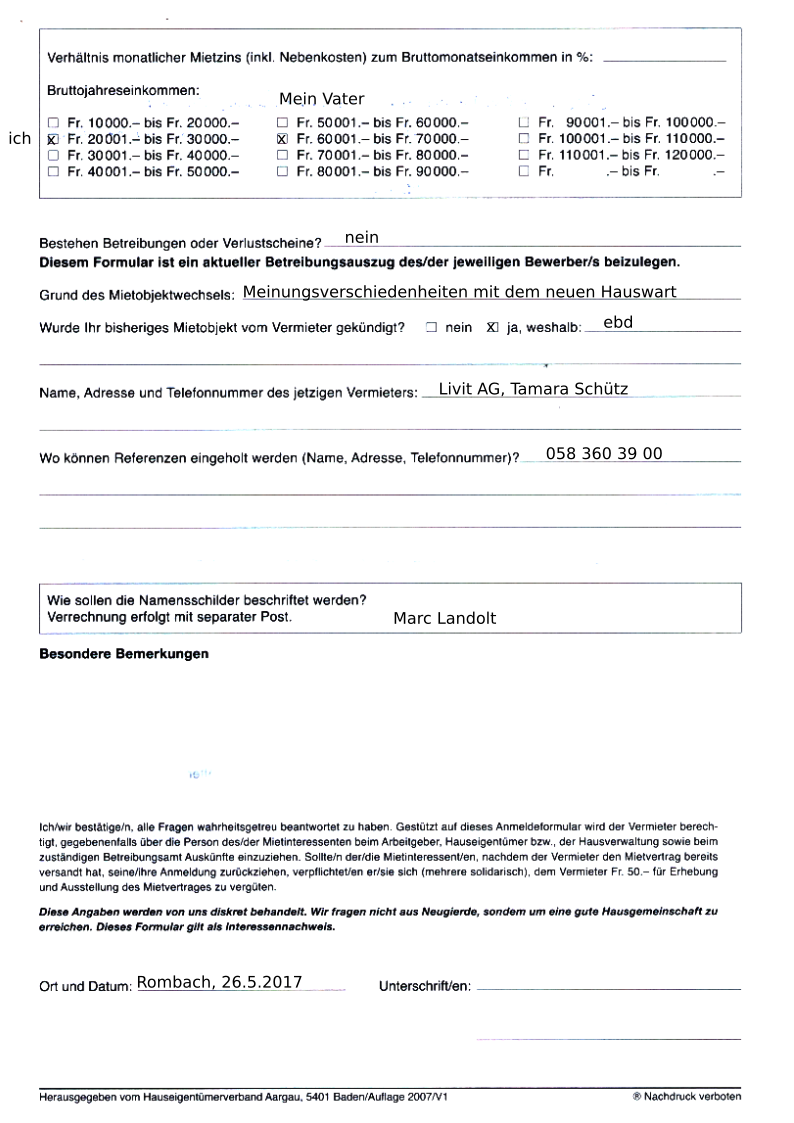 Verhältnis monatlicher Mietzins (inkl. Nebenkosten) zum Bruttomonatseinkommen in %:
Bruttojahreseinkommen:
Mein Vater
☐ Fr. 10000.– bis Fr. 20000.– ☐ Fr. 50001.– bis Fr. 60000.– ☐ Fr. 90001.– bis Fr. 100000.–
ich ☒ Fr. 20001.– bis Fr. 30000.– ☒ Fr. 60001.– bis Fr. 70000.– ☐ Fr. 100001.– bis Fr. 110000.–
☐ Fr. 30001.– bis Fr. 40000.– ☐ Fr. 70001.– bis Fr. 80000.– ☐ Fr. 110001.– bis Fr. 120000.–
☐ Fr. 40001.– bis Fr. 50000.– ☐ Fr. 80001.– bis Fr. 90000.– ☐ Fr. .– bis Fr. .–
Bestehen Betreibungen oder Verlustscheine? nein
Diesem Formular ist ein aktueller Betreibungsauszug des/der jeweiligen Bewerber/s beizulegen.
Grund des Mietobjektwechsels: Meinungsverschiedenheiten mit dem neuen Hauswart
Wurde Ihr bisheriges Mietobjekt vom Vermieter gekündigt? ☐ nein ☒ ja, weshalb: ebd
Name, Adresse und Telefonnummer des jetzigen Vermieters: Livit AG, Tamara Schütz
Wo können Referenzen eingeholt werden (Name, Adresse, Telefonnummer)? 058 360 39 00
Wie sollen die Namensschilder beschriftet werden?
Verrechnung erfolgt mit separater Post. Marc Landolt
Besondere Bemerkungen
Ich/wir bestätige/n, alle Fragen wahrheitsgetreu beantwortet zu haben. Gestützt auf dieses Anmeldeformular wird der Vermieter berech-
tigt, gegebenenfalls über die Person des/der Mietinteressenten beim Arbeitgeber, Hauseigentümer bzw., der Hausverwaltung sowie beim
zuständigen Betreibungsamt Auskünfte einzuziehen. Sollte/n der/die Mietinteressent/en, nachdem der Vermieter den Mietvertrag bereits
versandt hat, seine/ihre Anmeldung zurückziehen, verpflichtet/en er/sie sich (mehrere solidarisch), dem Vermieter Fr. 50.– für Erhebung
und Ausstellung des Mietvertrages zu vergüten.
Diese Angaben werden von uns diskret behandelt. Wir fragen nicht aus Neugierde, sondern um eine gute Hausgemeinschaft zu
erreichen. Dieses Formular gilt als Interessennachweis.
Ort und Datum: Rombach, 26.5.2017 Unterschrift/en:
Herausgegeben vom Hauseigentümerverband Aargau, 5401 Baden/Auflage 2007/V1 ® Nachdruck verboten